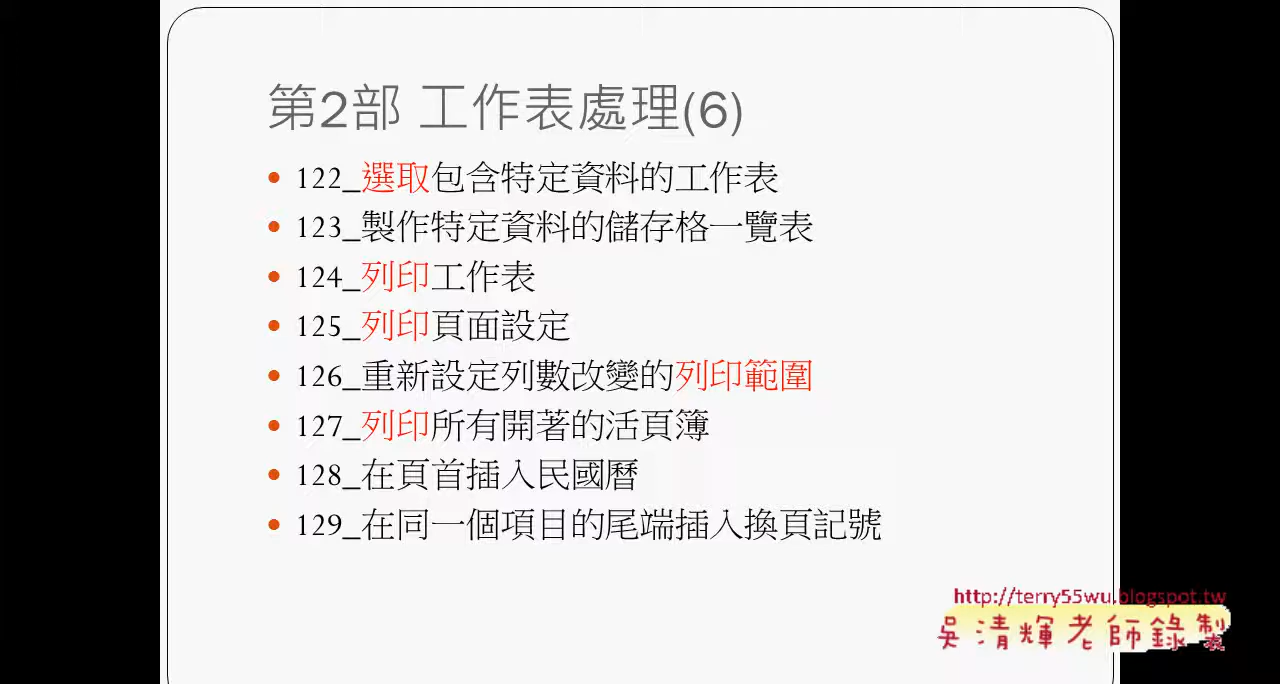 第2部 工作表處理(6)
122_選取包含特定資料的工作表
123_製作特定資料的儲存格一覽表
124_列印工作表
125_列印頁面設定
126_重新設定列數改變的列印範圍
127_列印所有開著的活頁簿
128_在頁首插入民國曆
129_在同一個項目的尾端插入換頁記號
http://terry55wu.blogspot.tw
吳清輝老師錄製